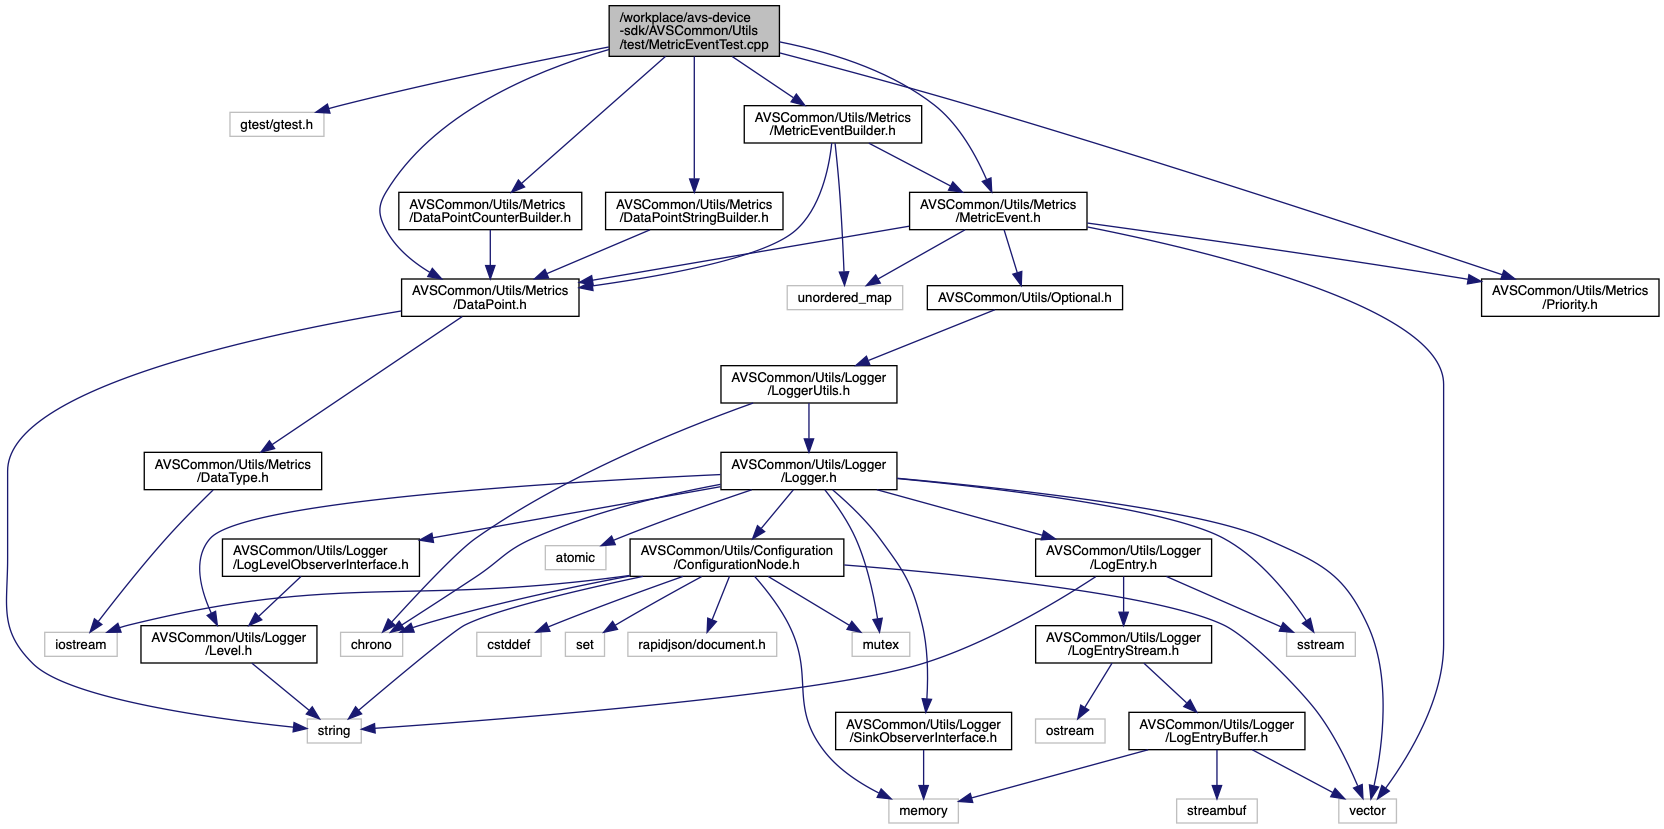 /workplace/avs-device
-sdk/AVSCommon/Utils
/test/MetricEventTest.cpp
gtest/gtest.h
AVSCommon/Utils/Metrics
/MetricEventBuilder.h
AVSCommon/Utils/Metrics
/DataPointCounterBuilder.h
AVSCommon/Utils/Metrics
/DataPointStringBuilder.h
AVSCommon/Utils/Metrics
/MetricEvent.h
AVSCommon/Utils/Metrics
/DataPoint.h
unordered_map
AVSCommon/Utils/Optional.h
AVSCommon/Utils/Metrics
/Priority.h
AVSCommon/Utils/Logger
/LoggerUtils.h
AVSCommon/Utils/Metrics
/DataType.h
AVSCommon/Utils/Logger
/Logger.h
AVSCommon/Utils/Logger
/LogLevelObserverInterface.h
atomic
AVSCommon/Utils/Configuration
/ConfigurationNode.h
AVSCommon/Utils/Logger
/LogEntry.h
iostream
AVSCommon/Utils/Logger
/Level.h
chrono
cstddef
set
rapidjson/document.h
mutex
AVSCommon/Utils/Logger
/LogEntryStream.h
sstream
string
AVSCommon/Utils/Logger
/SinkObserverInterface.h
ostream
AVSCommon/Utils/Logger
/LogEntryBuffer.h
memory
streambuf
vector